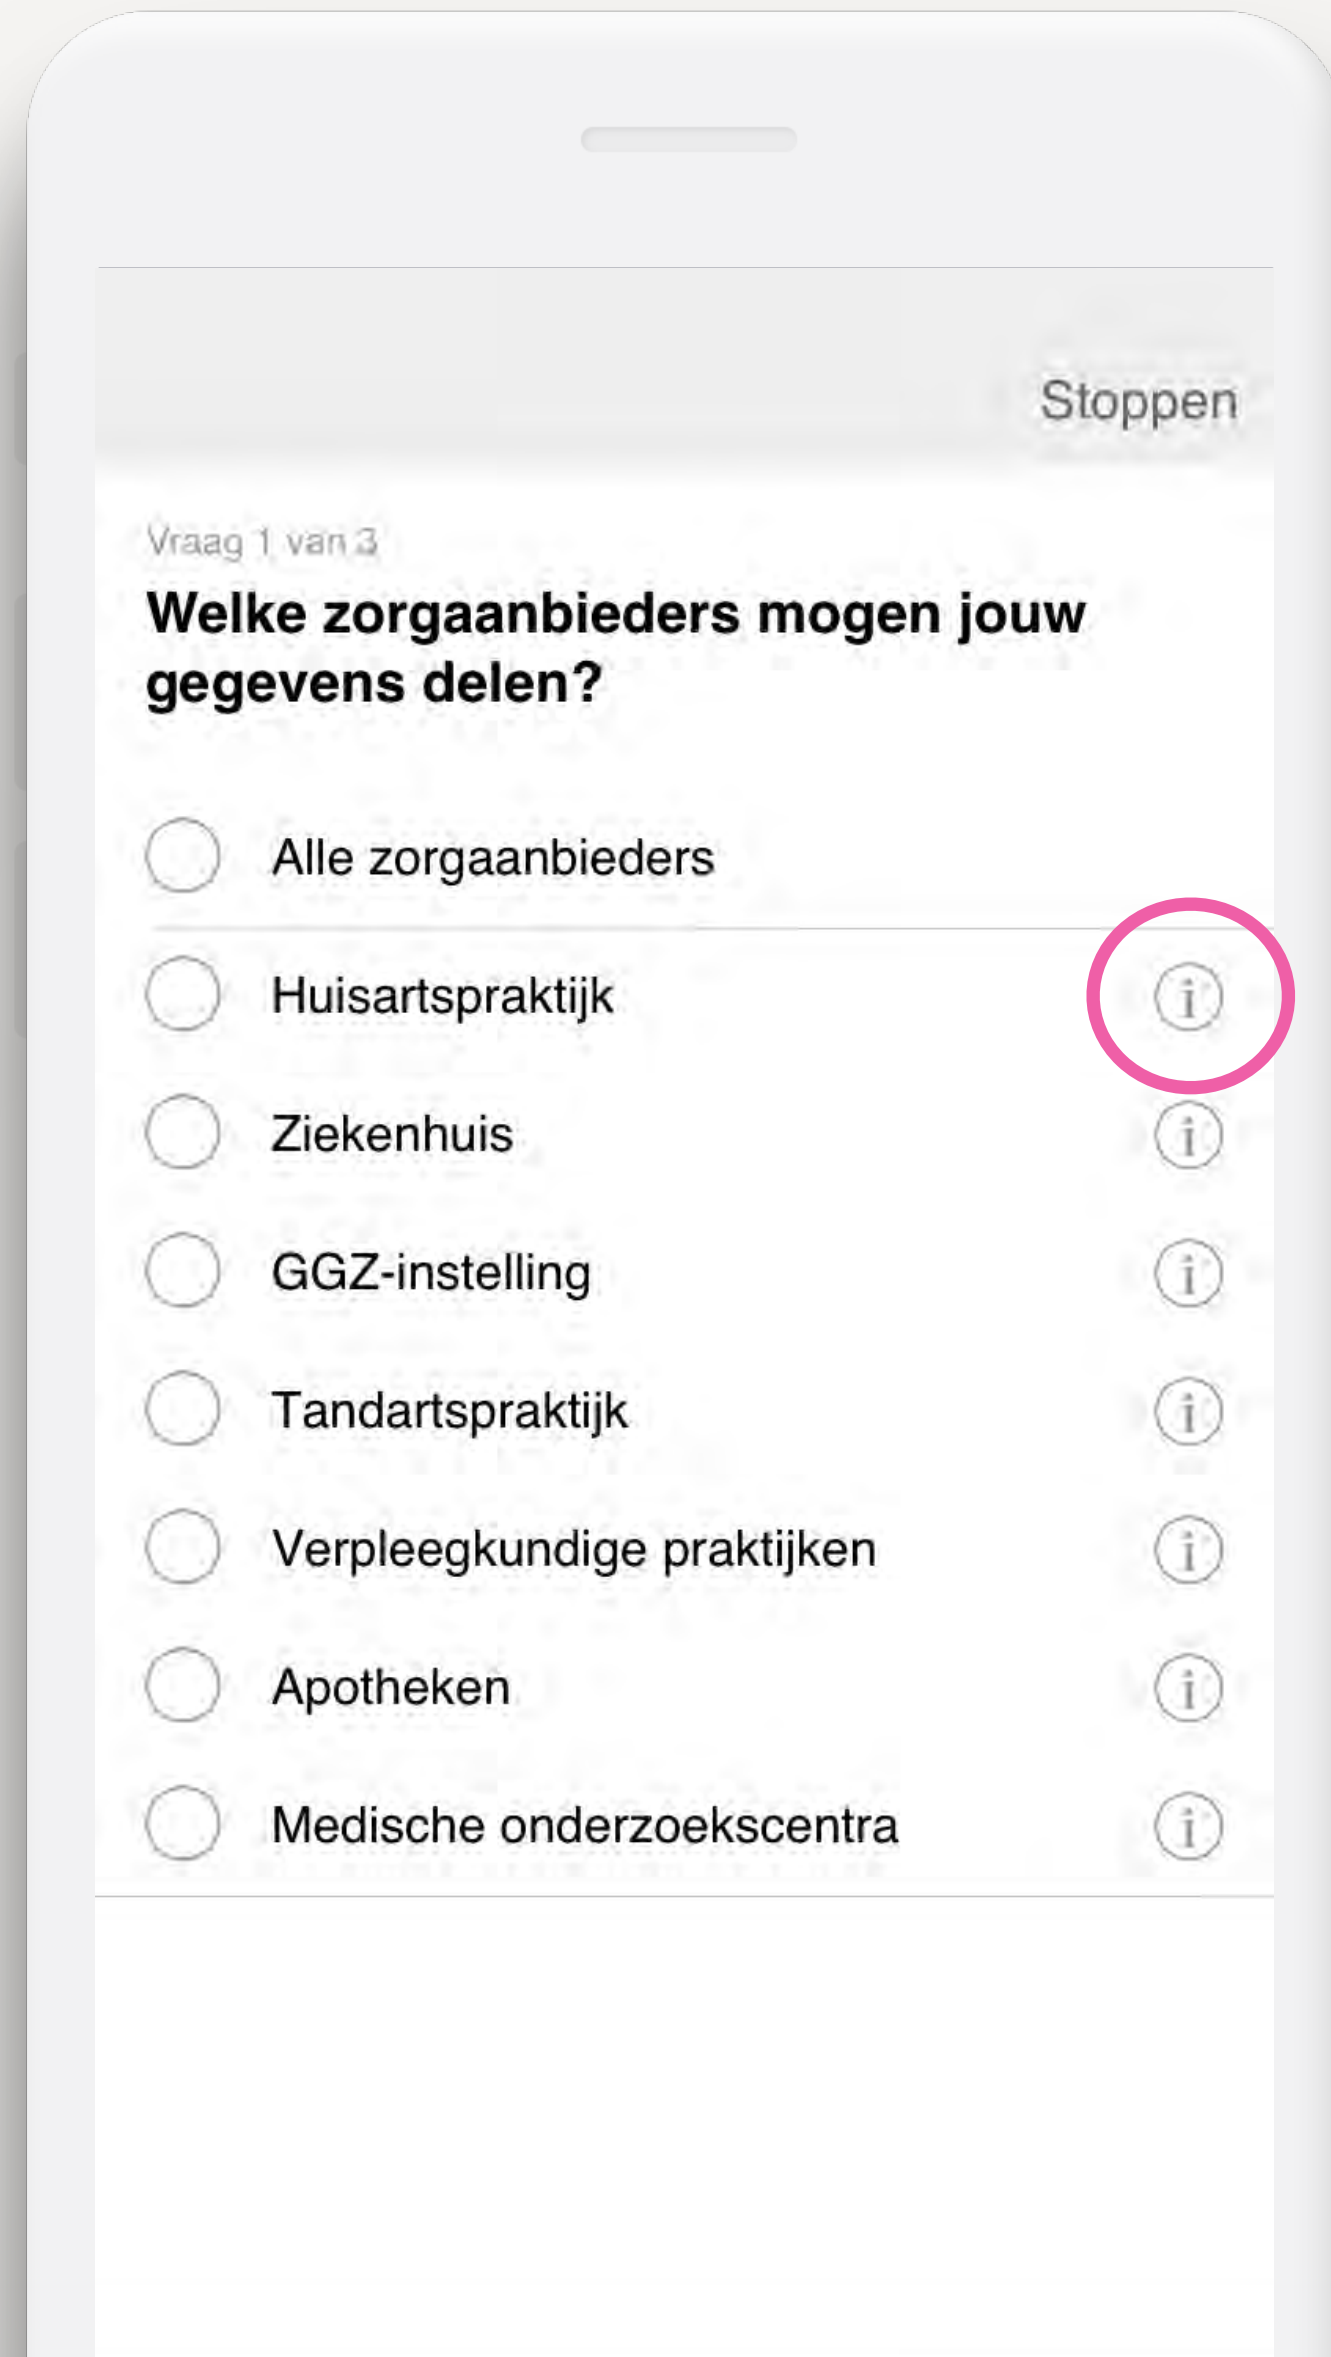 Stoppen
Vraag 1 van 3
Welke zorgaanbieders mogen jouw
gegevens delen?
Alle zorgaanbieders
Huisartspraktijk
i
Ziekenhuis
i
GGZ-instelling
i
Tandartspraktijk
i
Verpleegkundige praktijken
i
Apotheken
i
Medische onderzoekscentra
i